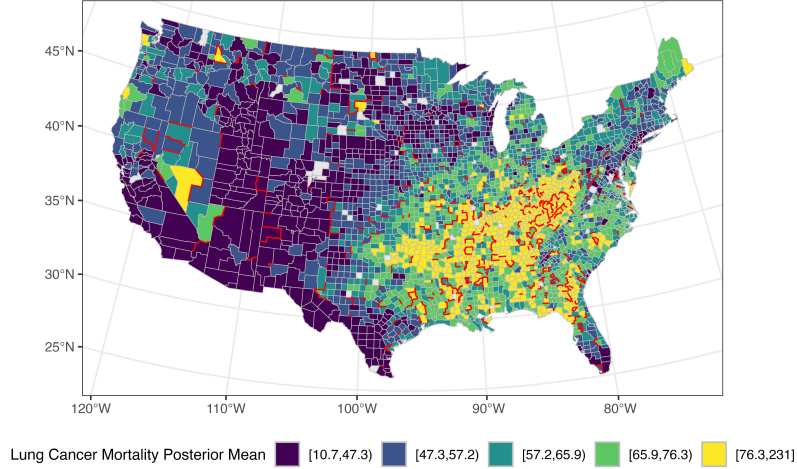 45°N
40°N
35°N
30°N
25°N
120°W 110°W 100°W 90°W 80°W
Lung Cancer Mortality Posterior Mean [10.7,47.3) [47.3,57.2) [57.2,65.9) [65.9,76.3) [76.3,231]